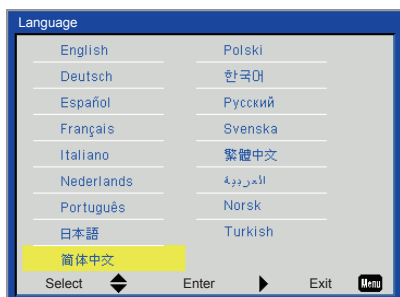 Language
English
Deutsch
Español
Français
Italiano
Nederlands
Português
日本語
简体中文
Polski
한국어
Русский
Svenska
繁體中文
العربية
Norsk
Turkish
Select Enter Exit Menu